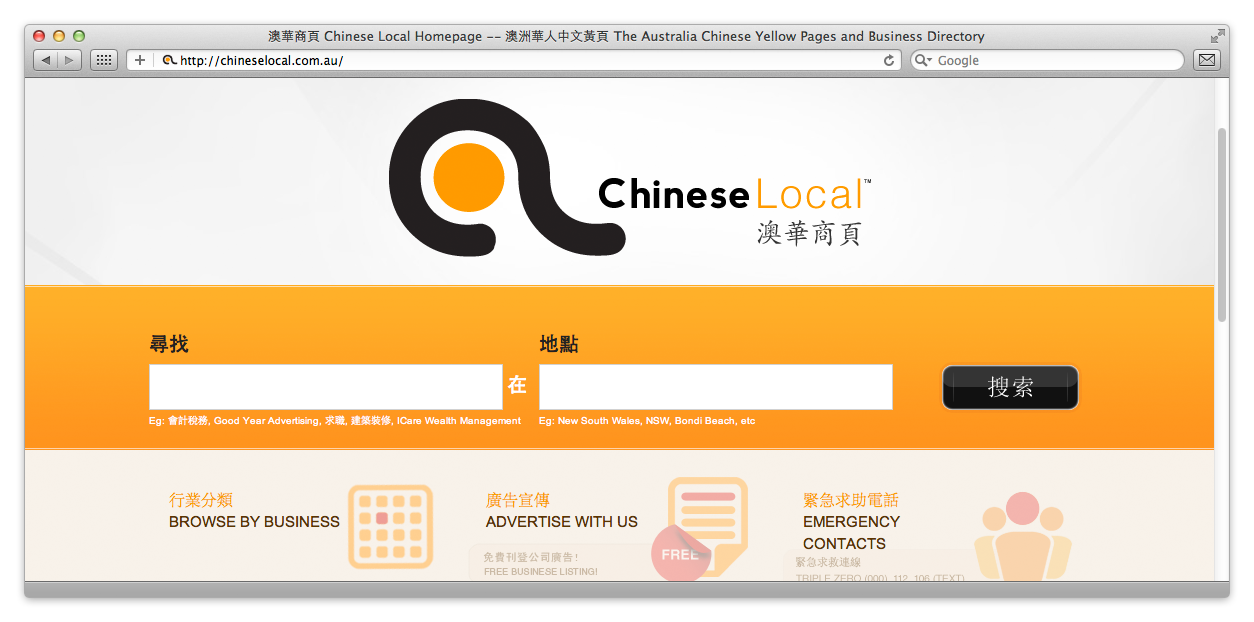 澳華商頁 Chinese Local Homepage -- 澳洲華人中文黃頁 The Australia Chinese Yellow Pages and Business Directory
http://chineselocal.com.au/
Google
ChineseLocal™
澳華商頁
尋找
地點
在
搜索
Eg: 會計稅務, Good Year Advertising, 求職, 建築裝修, ICare Wealth Management
Eg: New South Wales, NSW, Bondi Beach, etc
行業分類
BROWSE BY BUSINESS
廣告宣傳
ADVERTISE WITH US
免費刊登公司廣告!
FREE BUSINESS LISTING!
FREE
緊急求助電話
EMERGENCY
CONTACTS
緊急求救連線
TRIPLE ZERO (000), 112, 106 (TEXT)